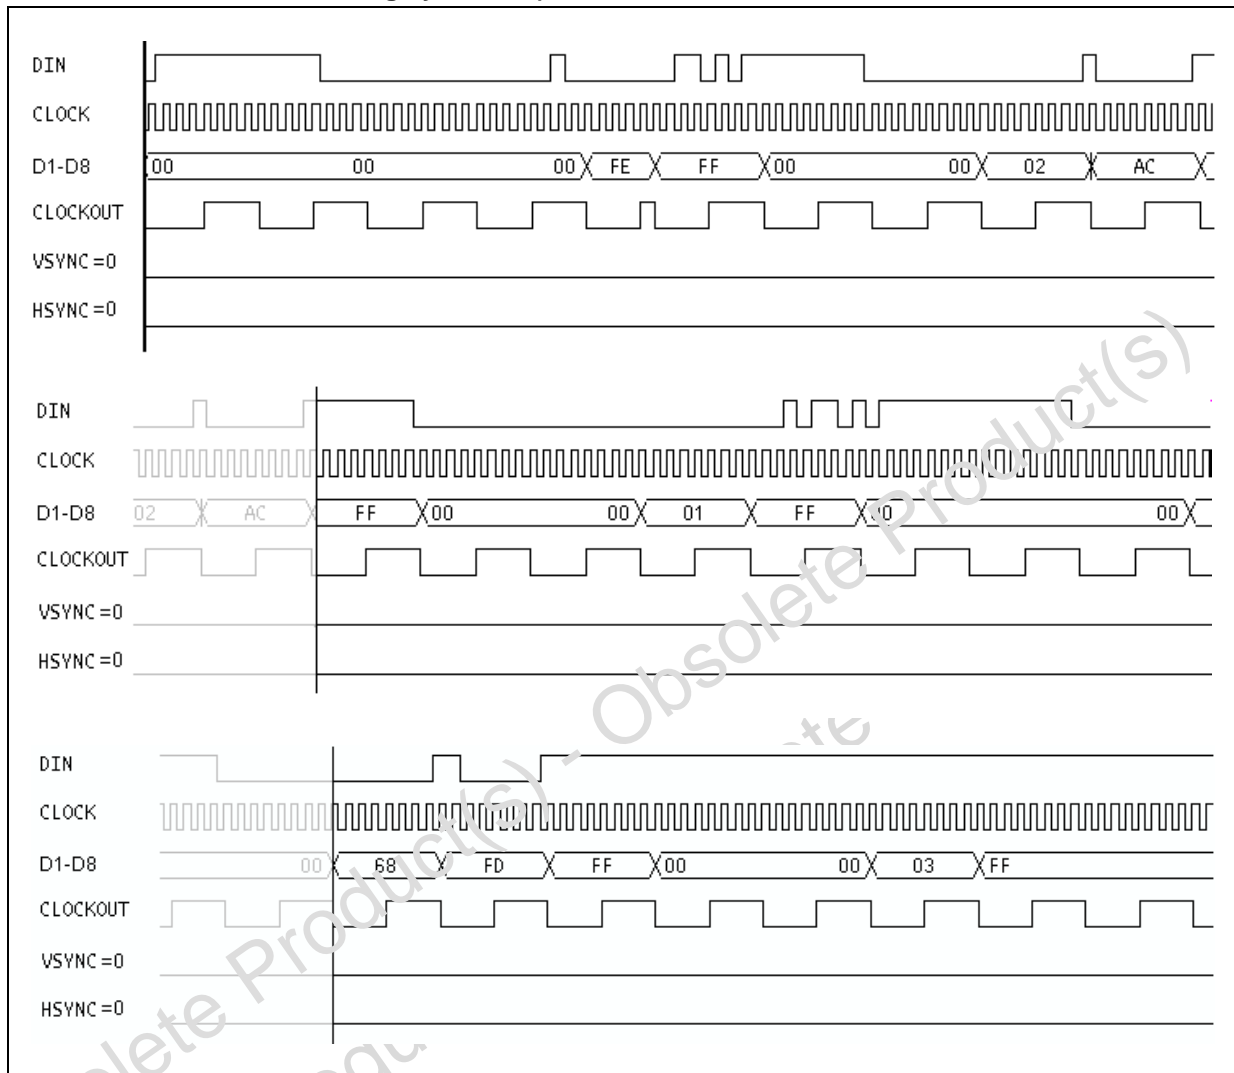 DIN
CLOCK
D1-D8 00 00 00 FE FF 00 00 02 AC
CLOCKOUT
VSYNC=0
HSYNC=0
DIN
CLOCK
D1-D8 02 AC FF 00 00 01 FF 00 00
CLOCKOUT
VSYNC=0
HSYNC=0
DIN
CLOCK
D1-D8 00 68 FD FF 00 00 03 FF
CLOCKOUT
VSYNC=0
HSYNC=0
Obsolete Product(s) - Obsolete Product(s)